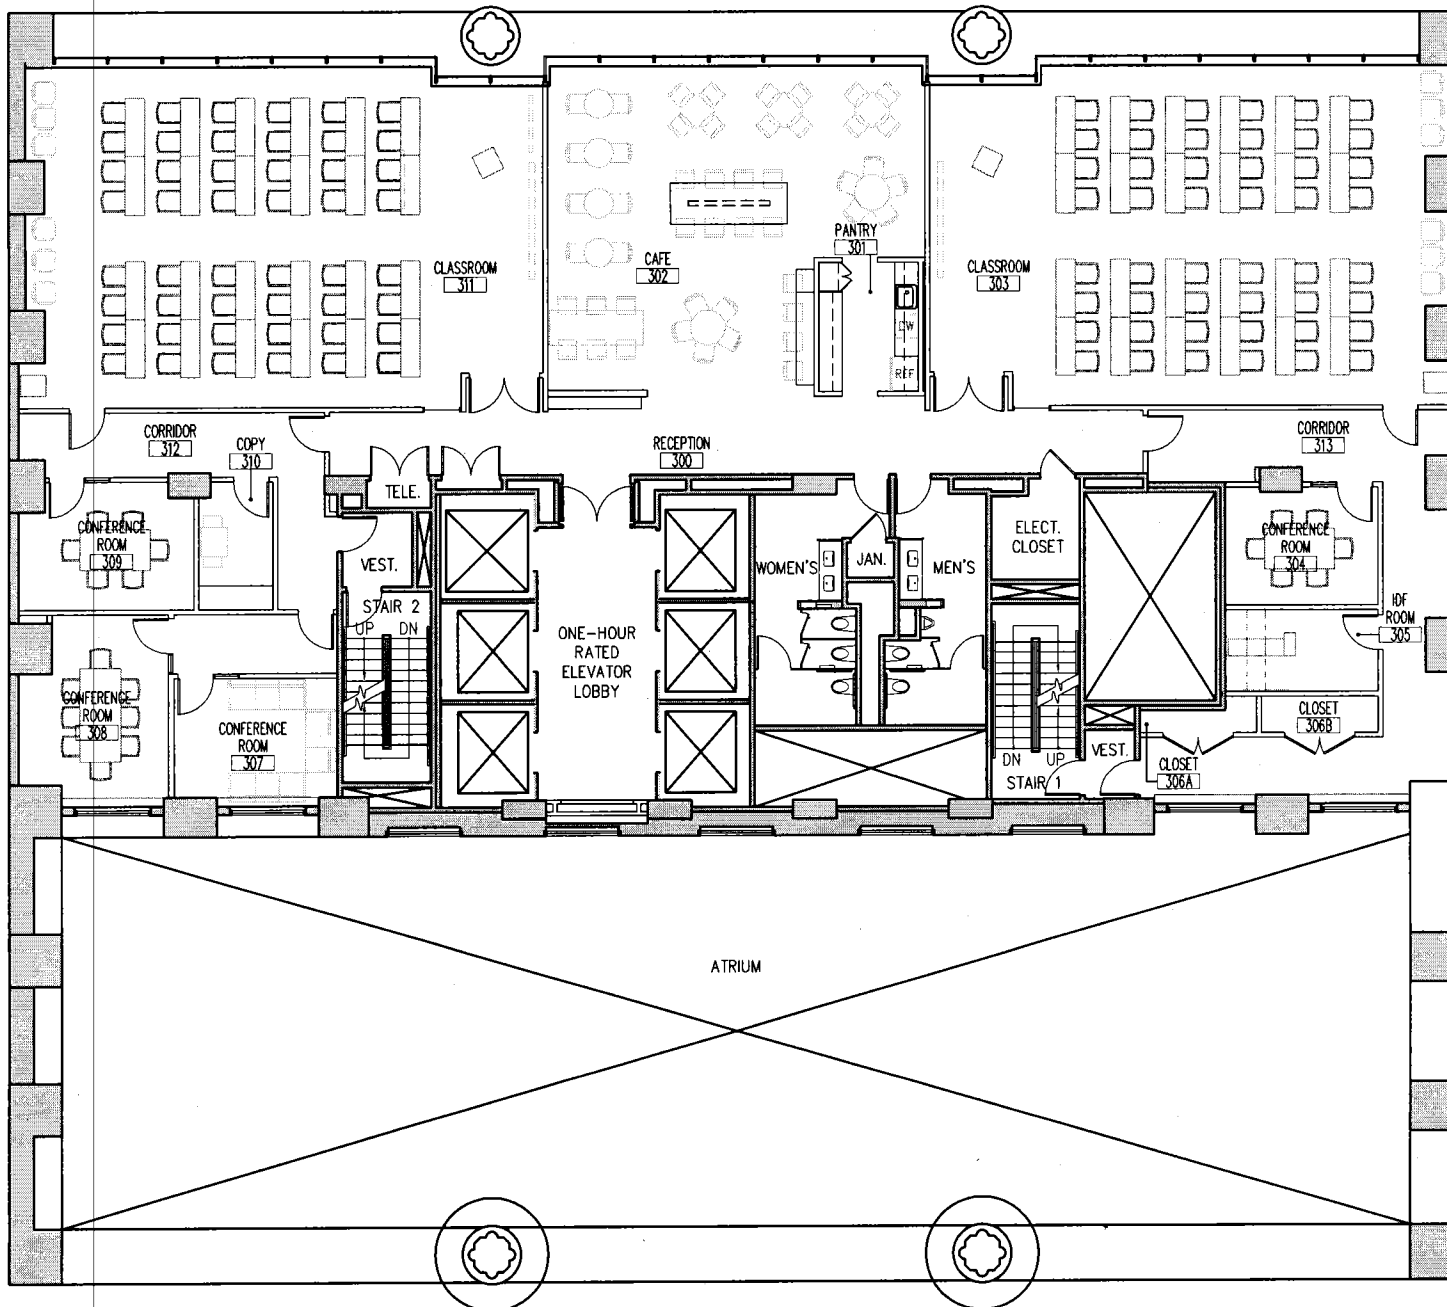 PANTRY
301
CAFE
302
CLASSROOM
311
CLASSROOM
303
DW
REF
CORRIDOR
312
COPY
310
RECEPTION
300
CORRIDOR
313
TELE.
CONFERENCE
ROOM
309
VEST.
STAIR 2
UP DN
ONE-HOUR
RATED
ELEVATOR
LOBBY
WOMEN'S
JAN.
MEN'S
ELECT.
CLOSET
CONFERENCE
ROOM
304
IDF
ROOM
305
CONFERENCE
ROOM
308
CONFERENCE
ROOM
307
DN UP
STAIR 1
VEST.
CLOSET
306A
CLOSET
306B
ATRIUM